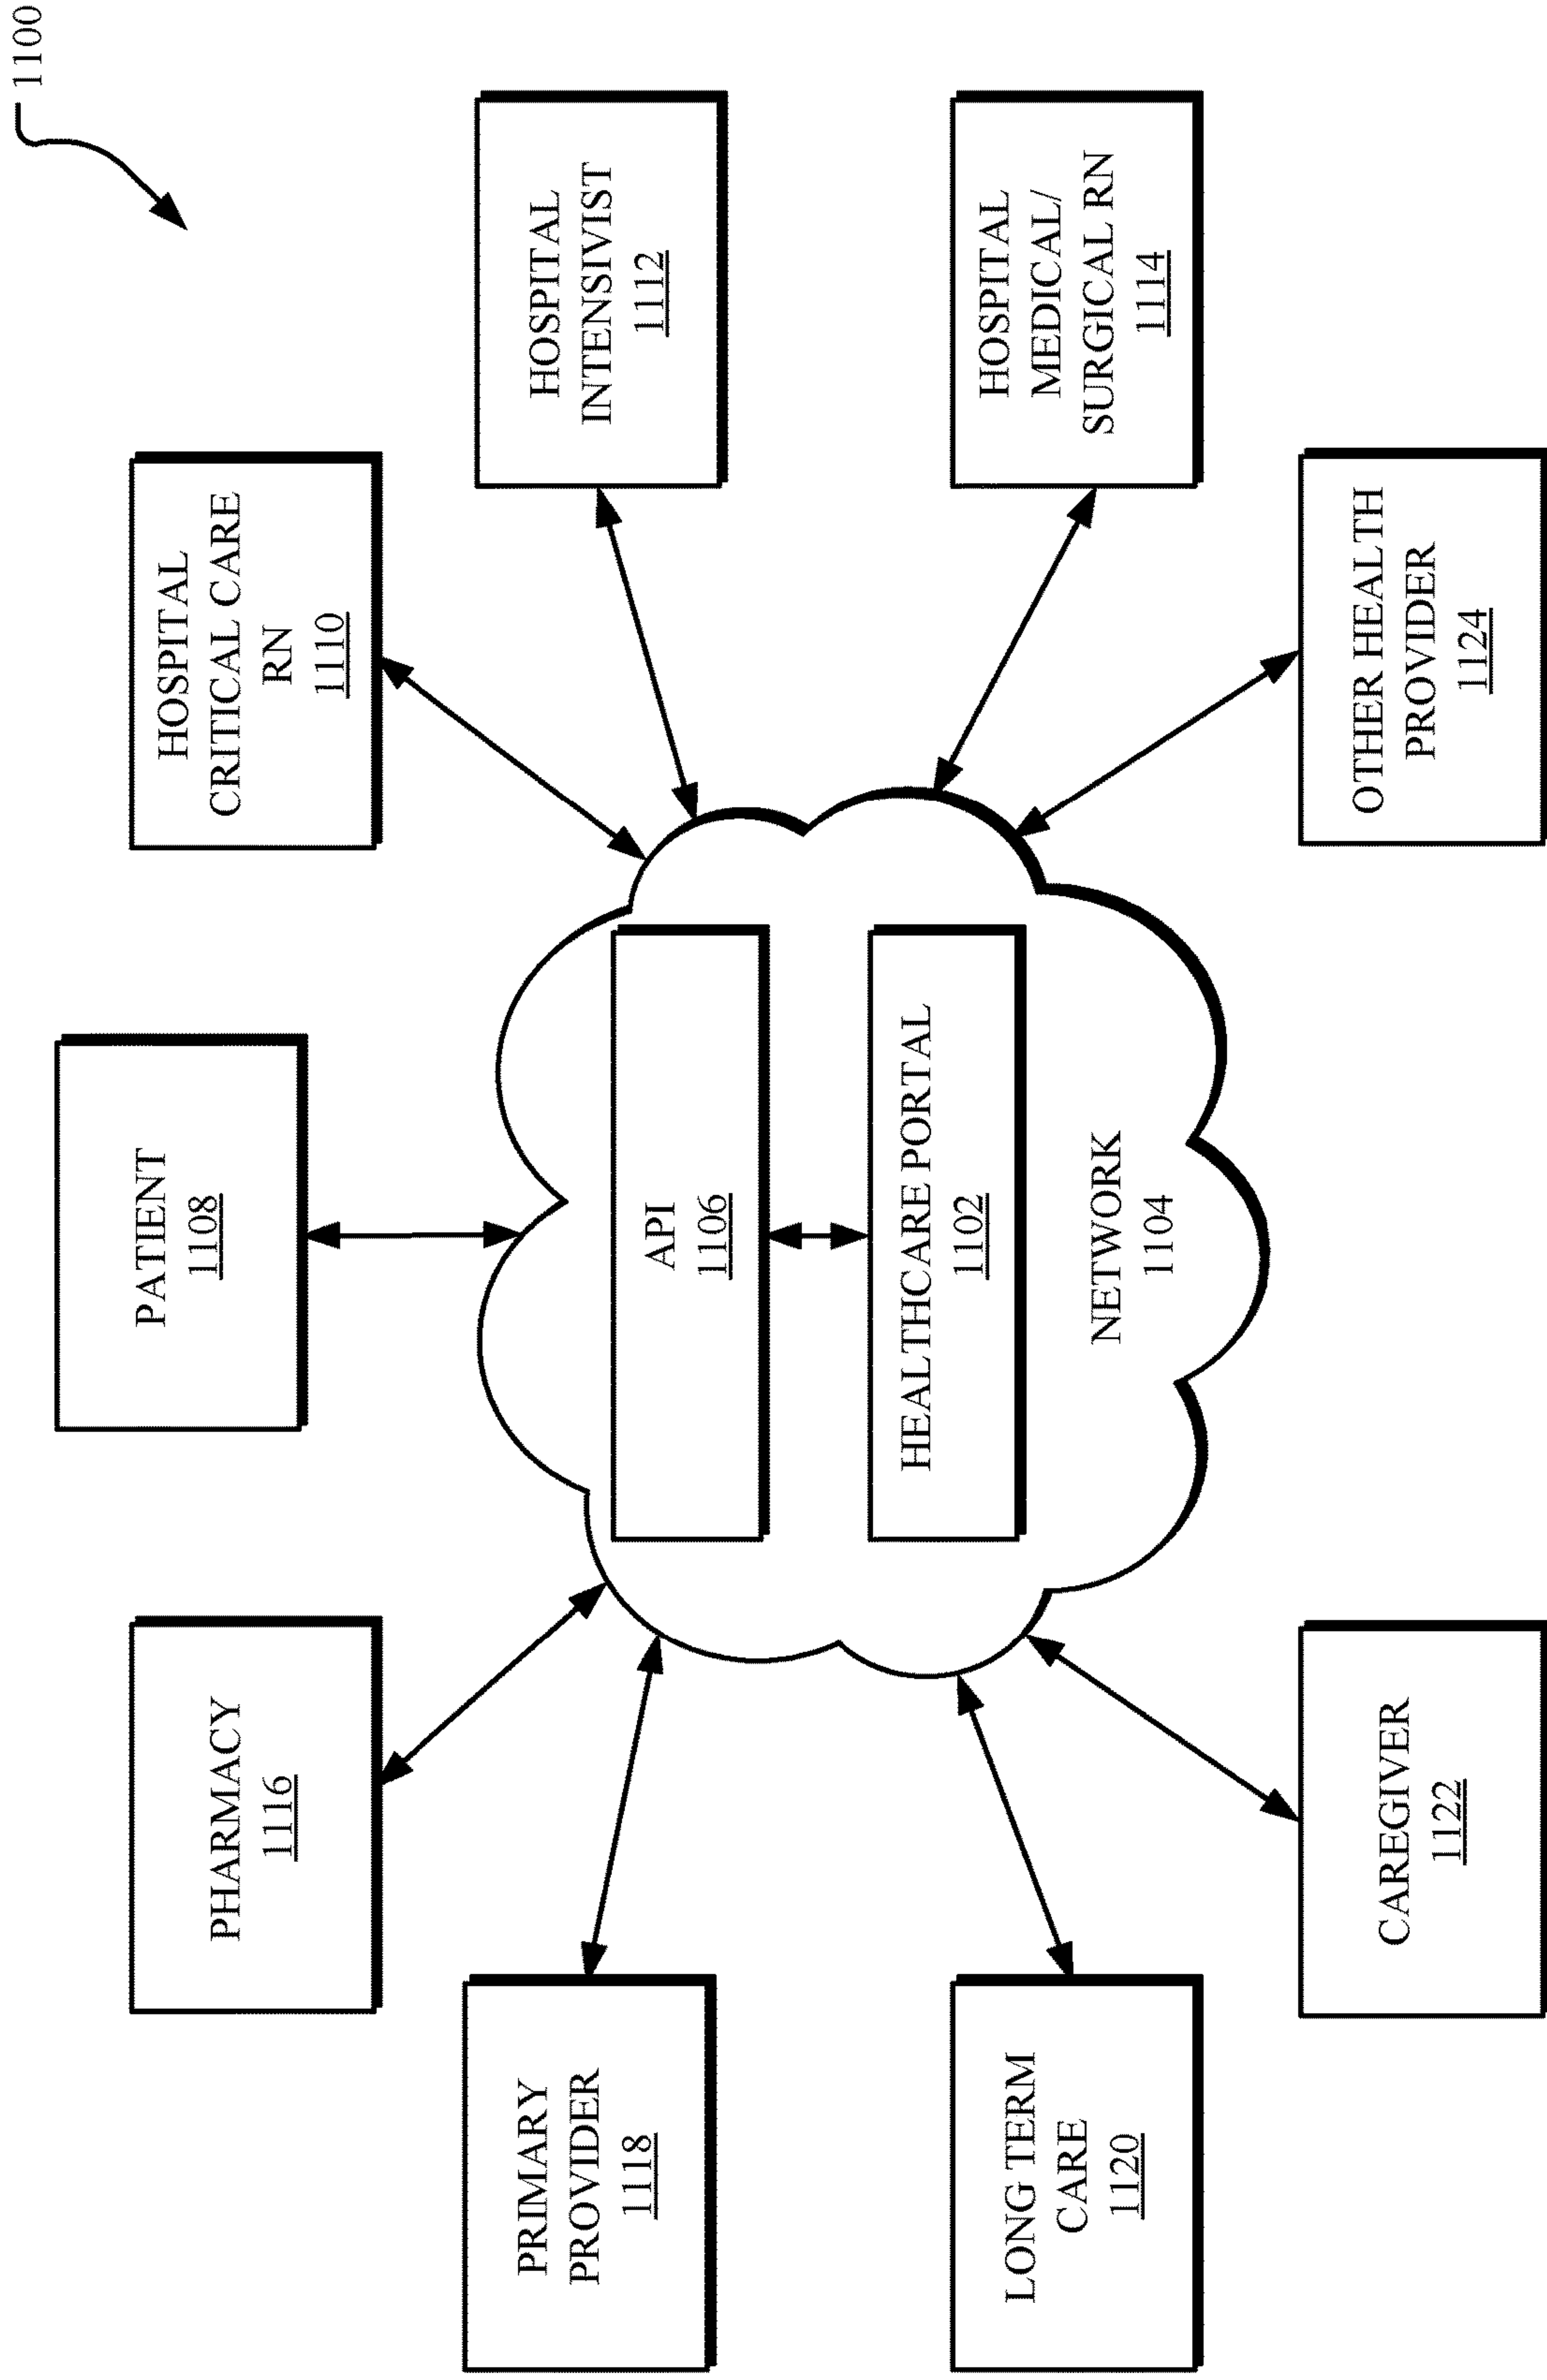 1100
PATIENT
1108
PHARMACY
1116
HOSPITAL
CRITICAL CARE
RN
1110
PRIMARY
PROVIDER
1118
HOSPITAL
INTENSIVIST
1112
API
1106
HEALTHCARE PORTAL
1102
NETWORK
1104
LONG TERM
CARE
1120
HOSPITAL
MEDICAL/
SURGICAL RN
1114
CAREGIVER
1122
OTHER HEALTH
PROVIDER
1124